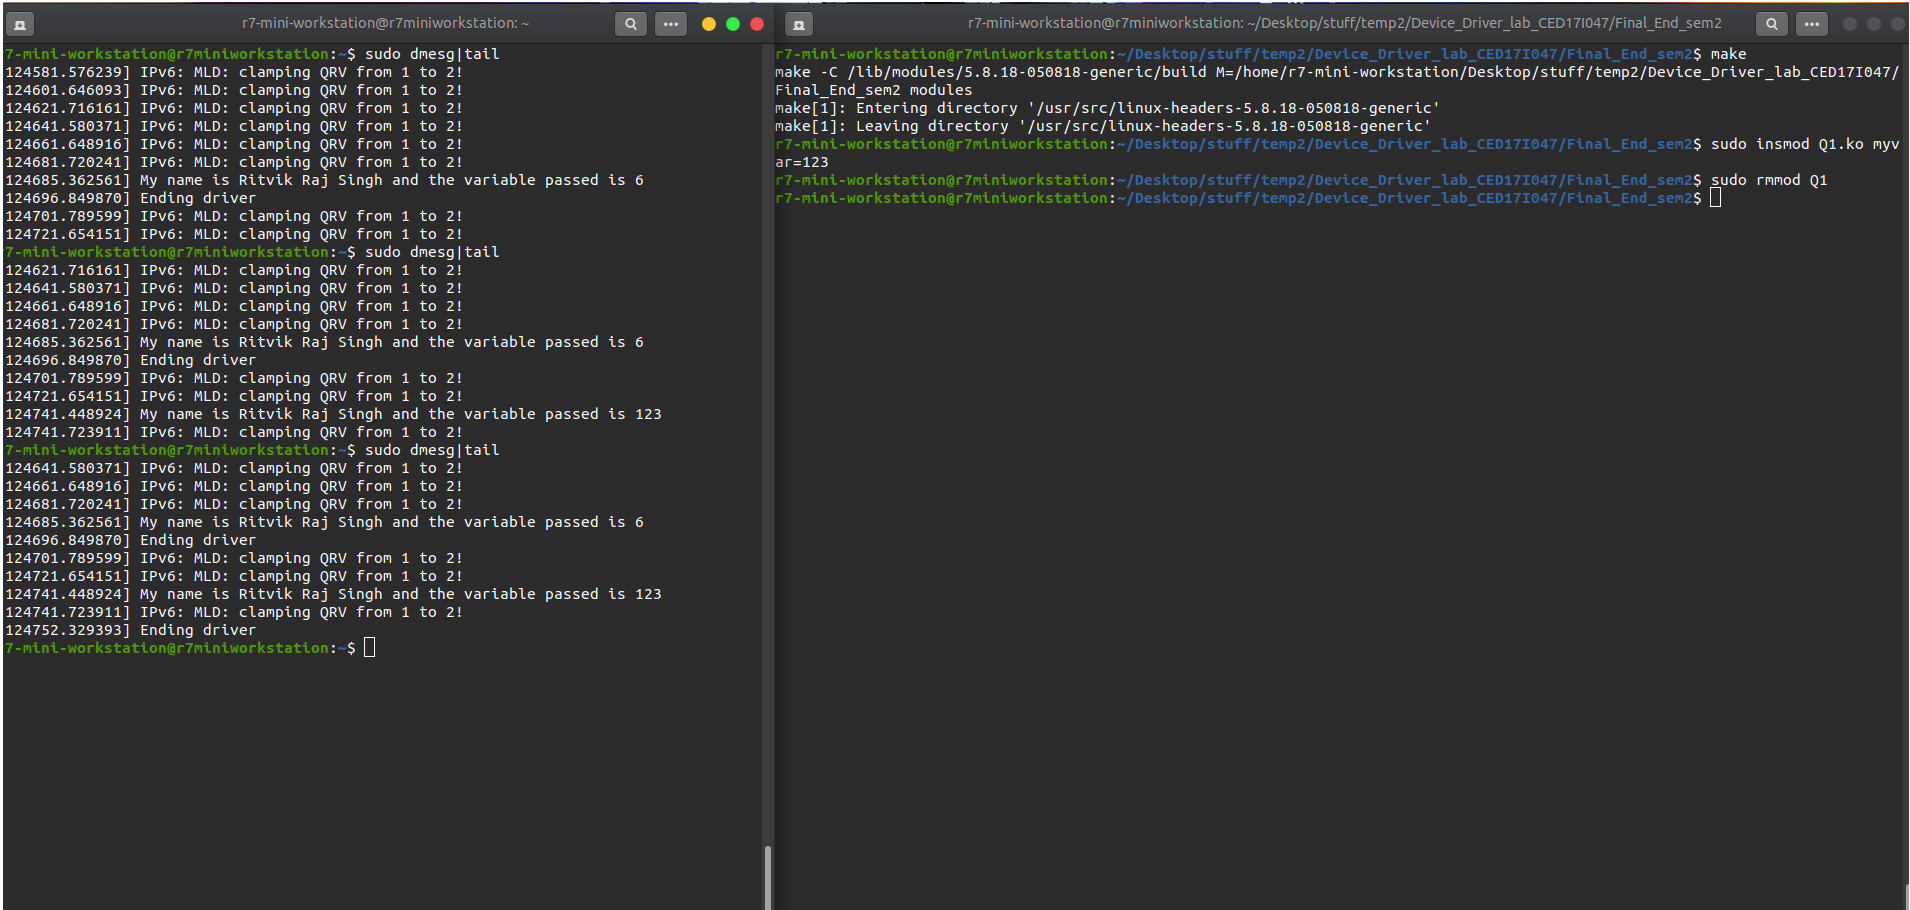 r7-mini-workstation@r7miniworkstation: ~
7-mini-workstation@r7miniworkstation:~$ sudo dmesg|tail
124581.576239] IPv6: MLD: clamping QRV from 1 to 2!
124601.646093] IPv6: MLD: clamping QRV from 1 to 2!
124621.716161] IPv6: MLD: clamping QRV from 1 to 2!
124641.580371] IPv6: MLD: clamping QRV from 1 to 2!
124661.648916] IPv6: MLD: clamping QRV from 1 to 2!
124681.720241] IPv6: MLD: clamping QRV from 1 to 2!
124685.362561] My name is Ritvik Raj Singh and the variable passed is 6
124696.849870] Ending driver
124701.789599] IPv6: MLD: clamping QRV from 1 to 2!
124721.654151] IPv6: MLD: clamping QRV from 1 to 2!
7-mini-workstation@r7miniworkstation:~$ sudo dmesg|tail
124621.716161] IPv6: MLD: clamping QRV from 1 to 2!
124641.580371] IPv6: MLD: clamping QRV from 1 to 2!
124661.648916] IPv6: MLD: clamping QRV from 1 to 2!
124681.720241] IPv6: MLD: clamping QRV from 1 to 2!
124685.362561] My name is Ritvik Raj Singh and the variable passed is 6
124696.849870] Ending driver
124701.789599] IPv6: MLD: clamping QRV from 1 to 2!
124721.654151] IPv6: MLD: clamping QRV from 1 to 2!
124741.448924] My name is Ritvik Raj Singh and the variable passed is 123
124741.723911] IPv6: MLD: clamping QRV from 1 to 2!
7-mini-workstation@r7miniworkstation:~$ sudo dmesg|tail
124641.580371] IPv6: MLD: clamping QRV from 1 to 2!
124661.648916] IPv6: MLD: clamping QRV from 1 to 2!
124681.720241] IPv6: MLD: clamping QRV from 1 to 2!
124685.362561] My name is Ritvik Raj Singh and the variable passed is 6
124696.849870] Ending driver
124701.789599] IPv6: MLD: clamping QRV from 1 to 2!
124721.654151] IPv6: MLD: clamping QRV from 1 to 2!
124741.448924] My name is Ritvik Raj Singh and the variable passed is 123
124741.723911] IPv6: MLD: clamping QRV from 1 to 2!
124752.329393] Ending driver
7-mini-workstation@r7miniworkstation:~$
r7-mini-workstation@r7miniworkstation: ~/Desktop/stuff/temp2/Device_Driver_lab_CED17I047/Final_End_sem2
r7-mini-workstation@r7miniworkstation:~/Desktop/stuff/temp2/Device_Driver_lab_CED17I047/Final_End_sem2$ make
make -C /lib/modules/5.8.18-050818-generic/build M=/home/r7-mini-workstation/Desktop/stuff/temp2/Device_Driver_lab_CED17I047/
Final_End_sem2 modules
make[1]: Entering directory '/usr/src/linux-headers-5.8.18-050818-generic'
make[1]: Leaving directory '/usr/src/linux-headers-5.8.18-050818-generic'
r7-mini-workstation@r7miniworkstation:~/Desktop/stuff/temp2/Device_Driver_lab_CED17I047/Final_End_sem2$ sudo insmod Q1.ko myv
ar=123
r7-mini-workstation@r7miniworkstation:~/Desktop/stuff/temp2/Device_Driver_lab_CED17I047/Final_End_sem2$ sudo rmmod Q1
r7-mini-workstation@r7miniworkstation:~/Desktop/stuff/temp2/Device_Driver_lab_CED17I047/Final_End_sem2$